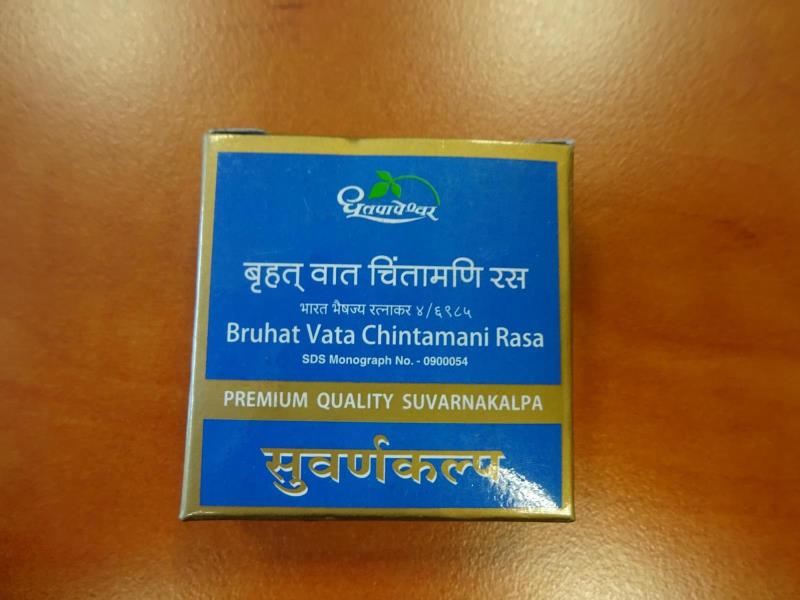 धूतपापेश्वर
बृहत् वात चिंतामणि रस
भारत भैषज्य रत्नाकर ४/६९८५
Bruhat Vata Chintamani Rasa
SDS Monograph No. - 0900054
PREMIUM QUALITY SUVARNAKALPA
सुवर्णकल्प